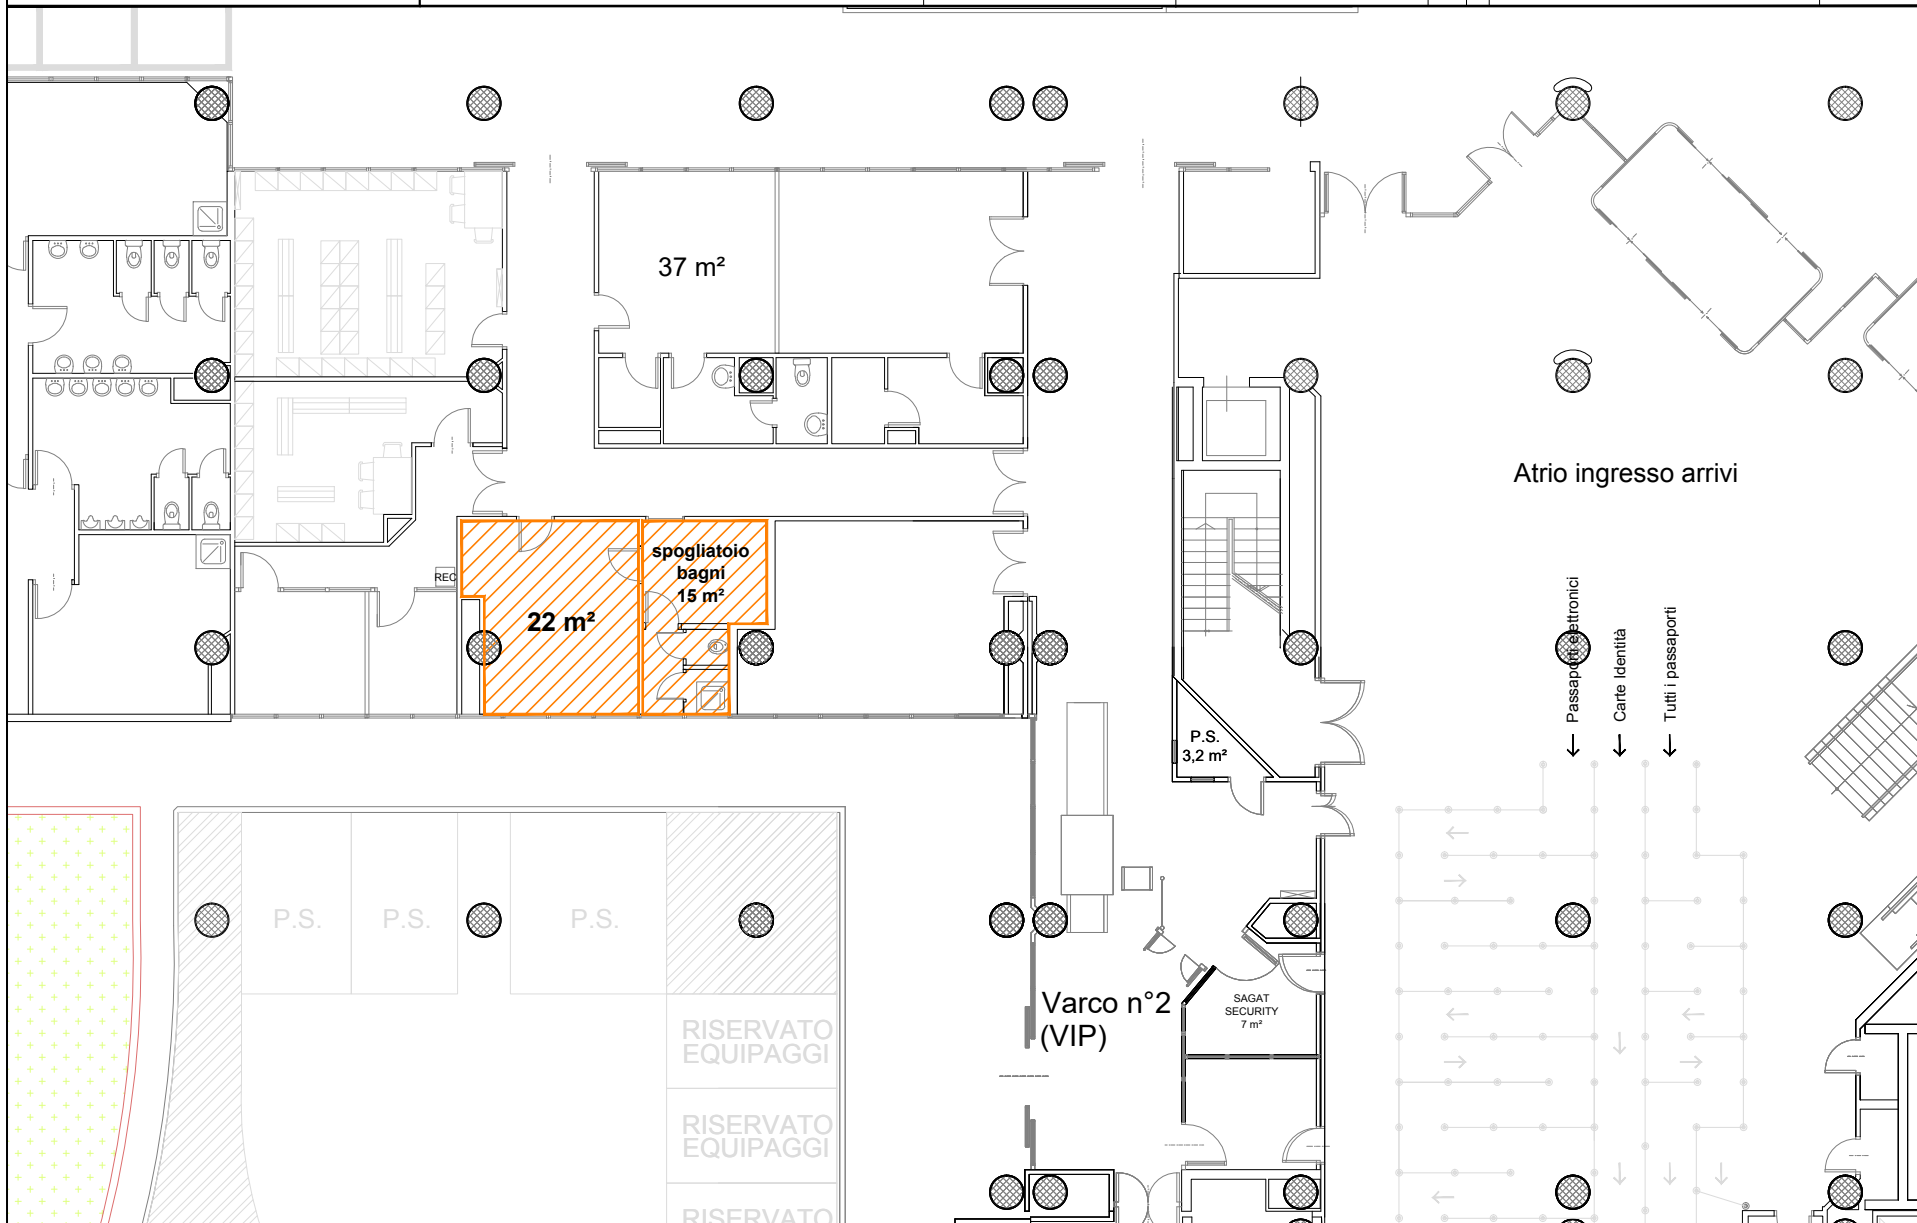 37 m²
Atrio ingresso arrivi
spogliatoio
bagni
15 m²
REC
22 m²
Passaporti elettronici
Carte Identità
Tutti i passaporti
P.S.
3,2 m²
P.S.
P.S.
P.S.
Varco n°2
(VIP)
SAGAT
SECURITY
7 m²
RISERVATO
EQUIPAGGI
RISERVATO
EQUIPAGGI
RISERVATO